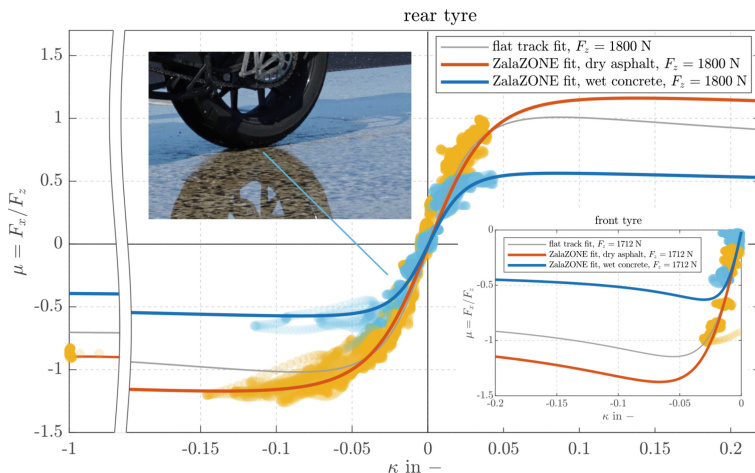 rear tyre
flat track fit, F_z = 1800 N
ZalaZONE fit, dry asphalt, F_z = 1800 N
ZalaZONE fit, wet concrete, F_z = 1800 N
1.5
1
0.5
0
-0.5
-1
-1.5
μ = F_x/F_z
-1
-0.15
-0.1
-0.05
0
0.05
0.1
0.15
0.2
κ in −
front tyre
flat track fit, F_z = 1712 N
ZalaZONE fit, dry asphalt, F_z = 1712 N
ZalaZONE fit, wet concrete, F_z = 1712 N
0
-0.5
-1
-1.5
μ = F_x/F_z
-0.2
-0.15
-0.1
-0.05
0
κ in −